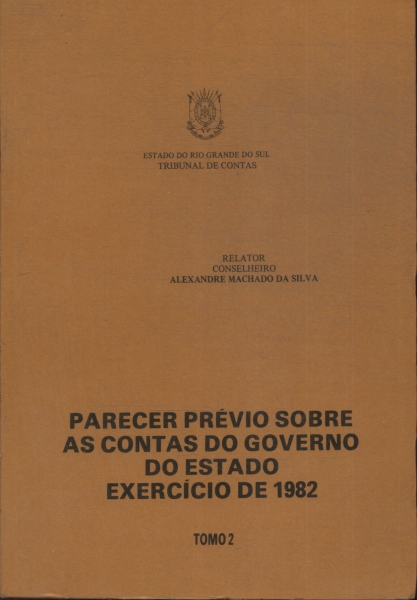 ESTADO DO RIO GRANDE DO SUL
TRIBUNAL DE CONTAS
RELATOR
CONSELHEIRO
ALEXANDRE MACHADO DA SILVA
PARECER PRÉVIO SOBRE
AS CONTAS DO GOVERNO
DO ESTADO
EXERCÍCIO DE 1982
TOMO 2